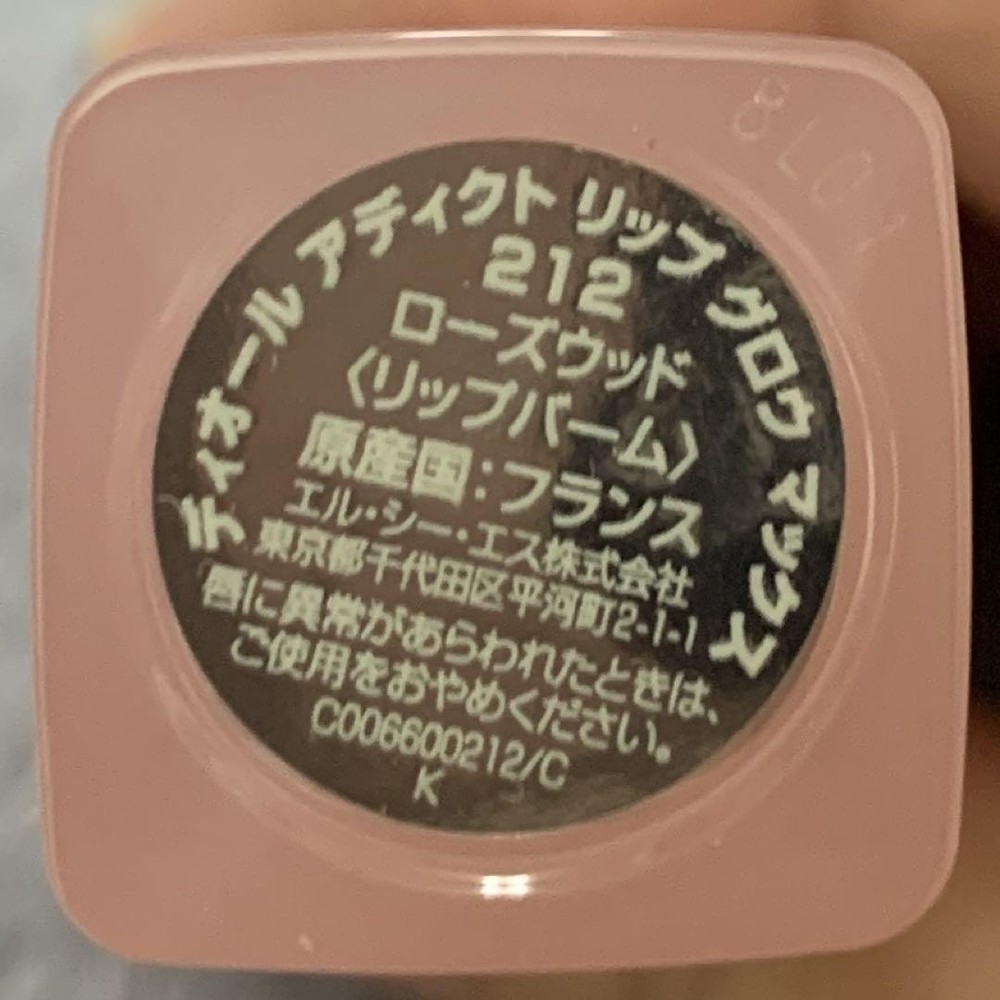 ディオール アディクト リップ グロウ マックス
212
ローズウッド
〈リップバーム〉
原産国:フランス
エル・シー・エス株式会社
東京都千代田区平河町2-1-1
唇に異常があらわれたときは、
ご使用をおやめください。
C006600212/C
K